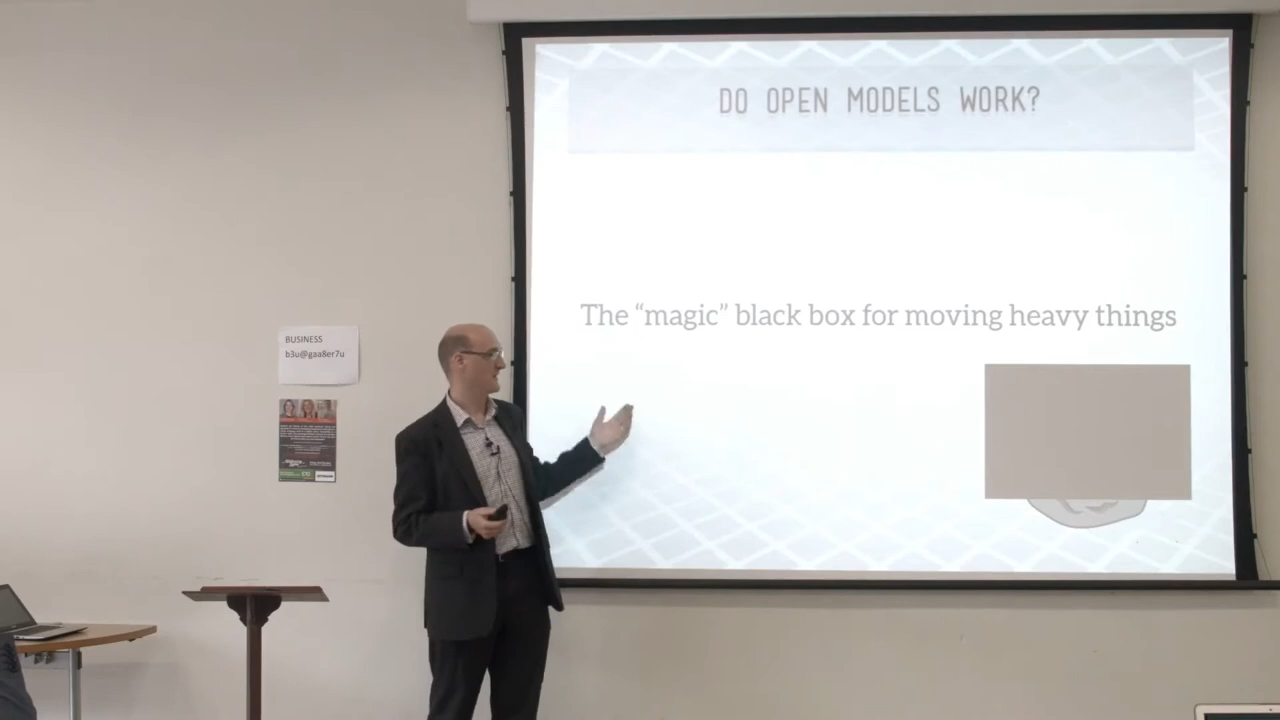 DO OPEN MODELS WORK?
The “magic” black box for moving heavy things
BUSINESS
b3u@gaa8er7u